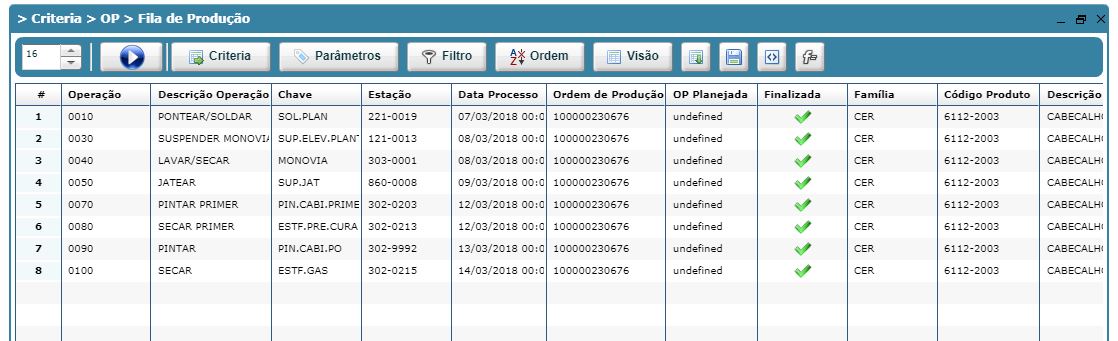 > Criteria > OP > Fila de Produção
16 Criteria Parâmetros Filtro Ordem Visão
# Operação Descrição Operação Chave Estação Data Processo Ordem de Produção OP Planejada Finalizada Família Código Produto Descrição
1 0010 PONTEAR/SOLDAR SOL.PLAN 221-0019 07/03/2018 00:0 100000230676 undefined CER 6112-2003 CABECALH
2 0030 SUSPENDER MONOVIA SUP.ELEV.PLANT 121-0013 08/03/2018 00:0 100000230676 undefined CER 6112-2003 CABECALH
3 0040 LAVAR/SECAR MONOVIA 303-0001 08/03/2018 00:0 100000230676 undefined CER 6112-2003 CABECALH
4 0050 JATEAR SUP.JAT 860-0008 09/03/2018 00:0 100000230676 undefined CER 6112-2003 CABECALH
5 0070 PINTAR PRIMER PIN.CABI.PRIME 302-0203 12/03/2018 00:0 100000230676 undefined CER 6112-2003 CABECALH
6 0080 SECAR PRIMER ESTF.PRE.CURA 302-0213 12/03/2018 00:0 100000230676 undefined CER 6112-2003 CABECALH
7 0090 PINTAR PIN.CABI.PO 302-9992 13/03/2018 00:0 100000230676 undefined CER 6112-2003 CABECALH
8 0100 SECAR ESTF.GAS 302-0215 14/03/2018 00:0 100000230676 undefined CER 6112-2003 CABECALH